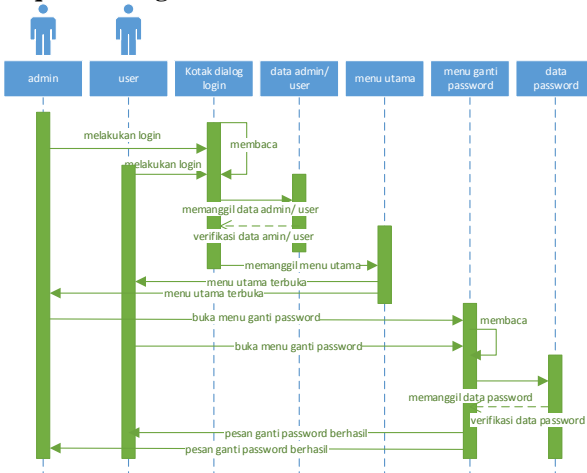 admin
user
Kotak dialog
login
data admin/
user
menu utama
menu ganti
password
data
password
melakukan login
membaca
melakukan login
memanggil data admin/ user
verifikasi data amin/ user
memanggil menu utama
menu utama terbuka
menu utama terbuka
buka menu ganti password
membaca
buka menu ganti password
memanggil data password
verifikasi data password
pesan ganti password berhasil
pesan ganti password berhasil